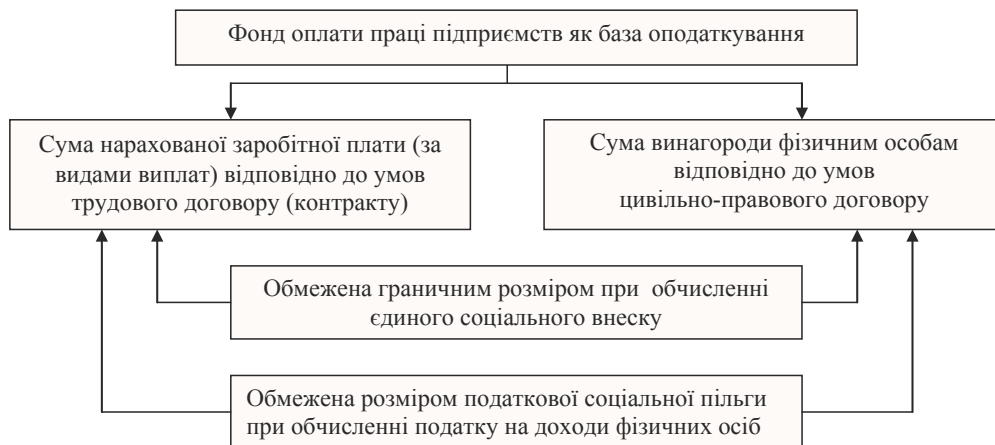 Фонд оплати праці підприємств як база оподаткування
Сума нарахованої заробітної плати (за
видами виплат) відповідно до умов
трудового договору (контракту)
Сума винагороди фізичним особам
відповідно до умов
цивільно-правового договору
Обмежена граничним розміром при обчисленні
єдиного соціального внеску
Обмежена розміром податкової соціальної пільги
при обчисленні податку на доходи фізичних осіб